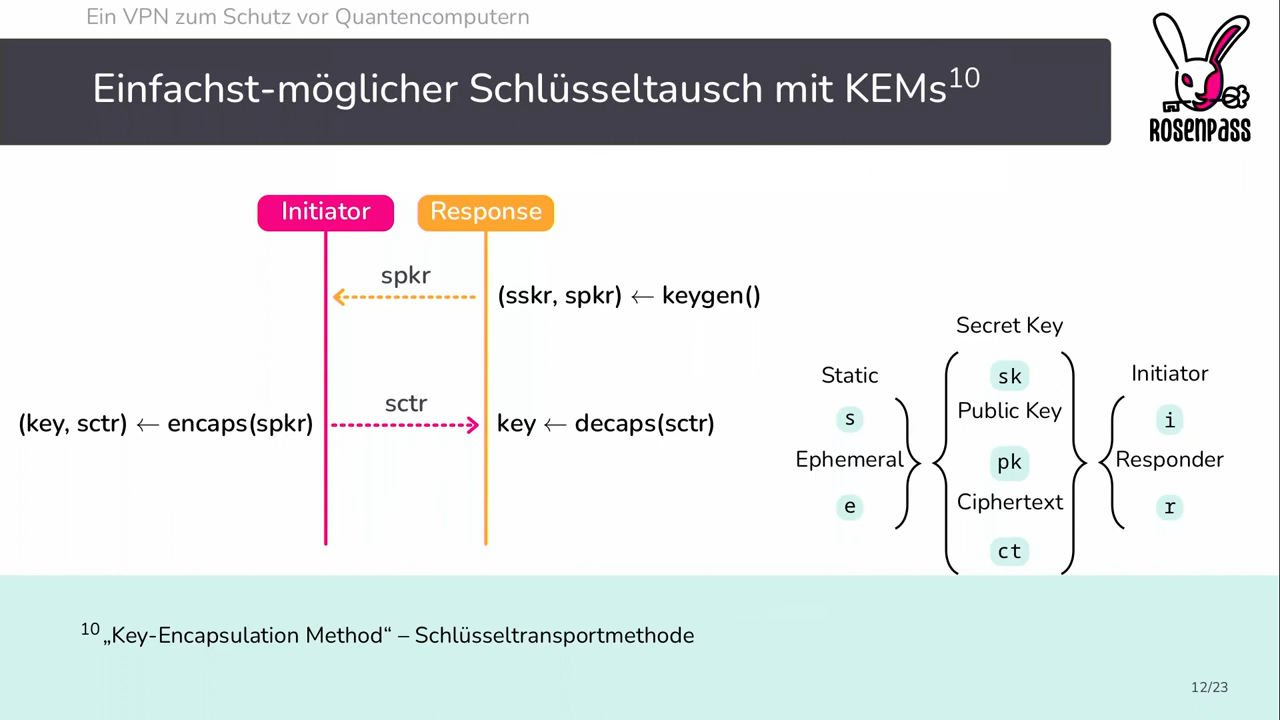 Ein VPN zum Schutz vor Quantencomputern
Einfachst-möglicher Schlüsseltausch mit KEMs¹⁰
ROSENPASS
Initiator
Response
spkr
(sskr, spkr) ← keygen()
sctr
(key, sctr) ← encaps(spkr)
key ← decaps(sctr)
Static
s
Ephemeral
e
Secret Key
sk
Public Key
pk
Ciphertext
ct
Initiator
i
Responder
r
¹⁰ „Key-Encapsulation Method“ – Schlüsseltransportmethode
12/23